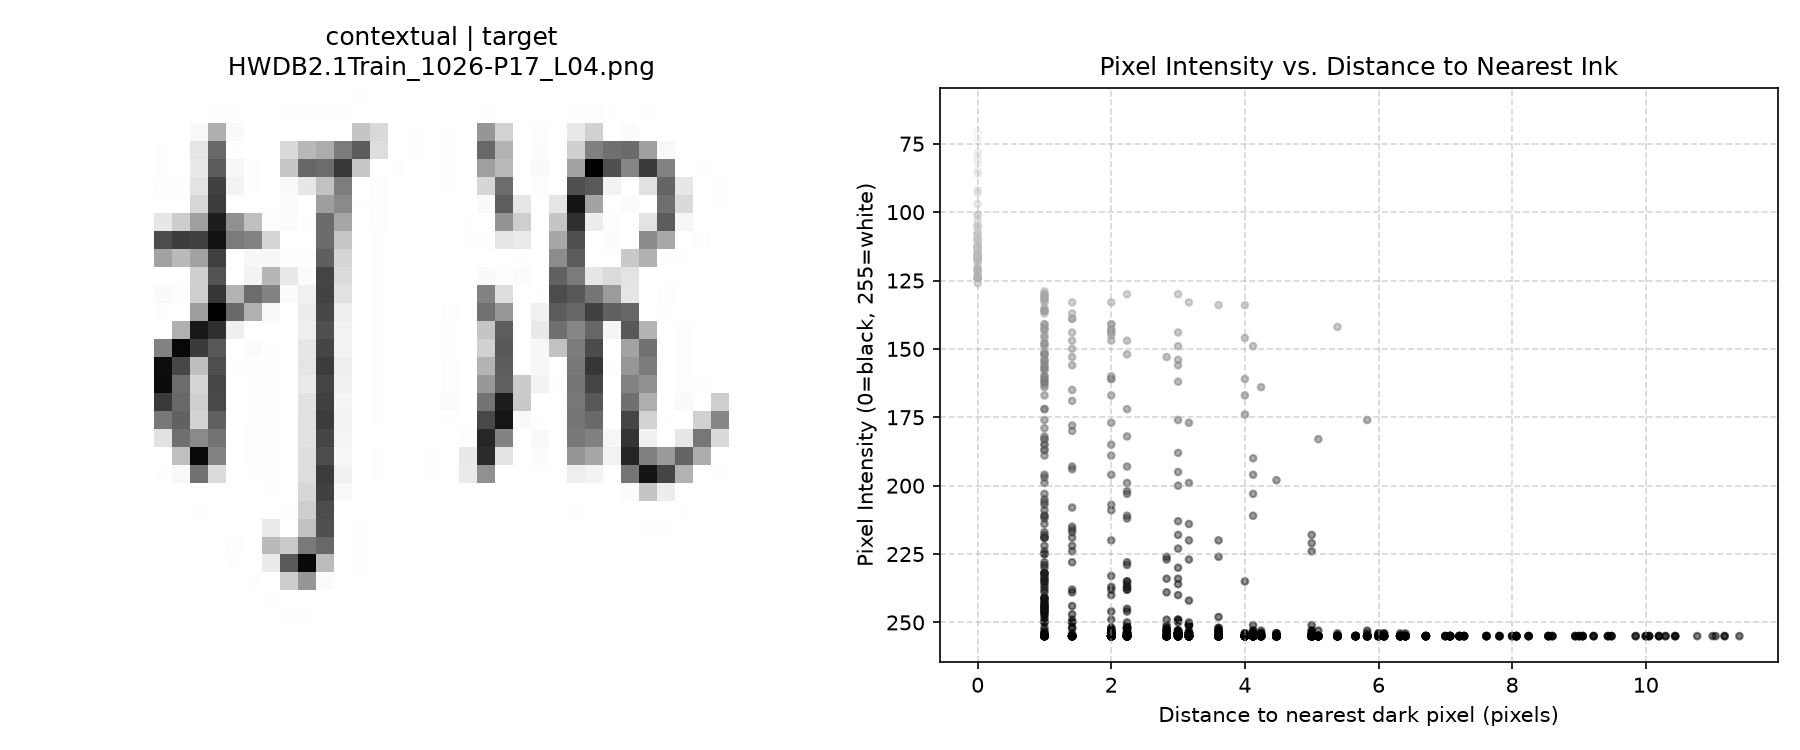 contextual | target
HWDB2.1Train_1026-P17_L04.png
打
Pixel Intensity vs. Distance to Nearest Ink
Pixel Intensity (0=black, 255=white)
75
100
125
150
175
200
225
250
0 2 4 6 8 10
Distance to nearest dark pixel (pixels)